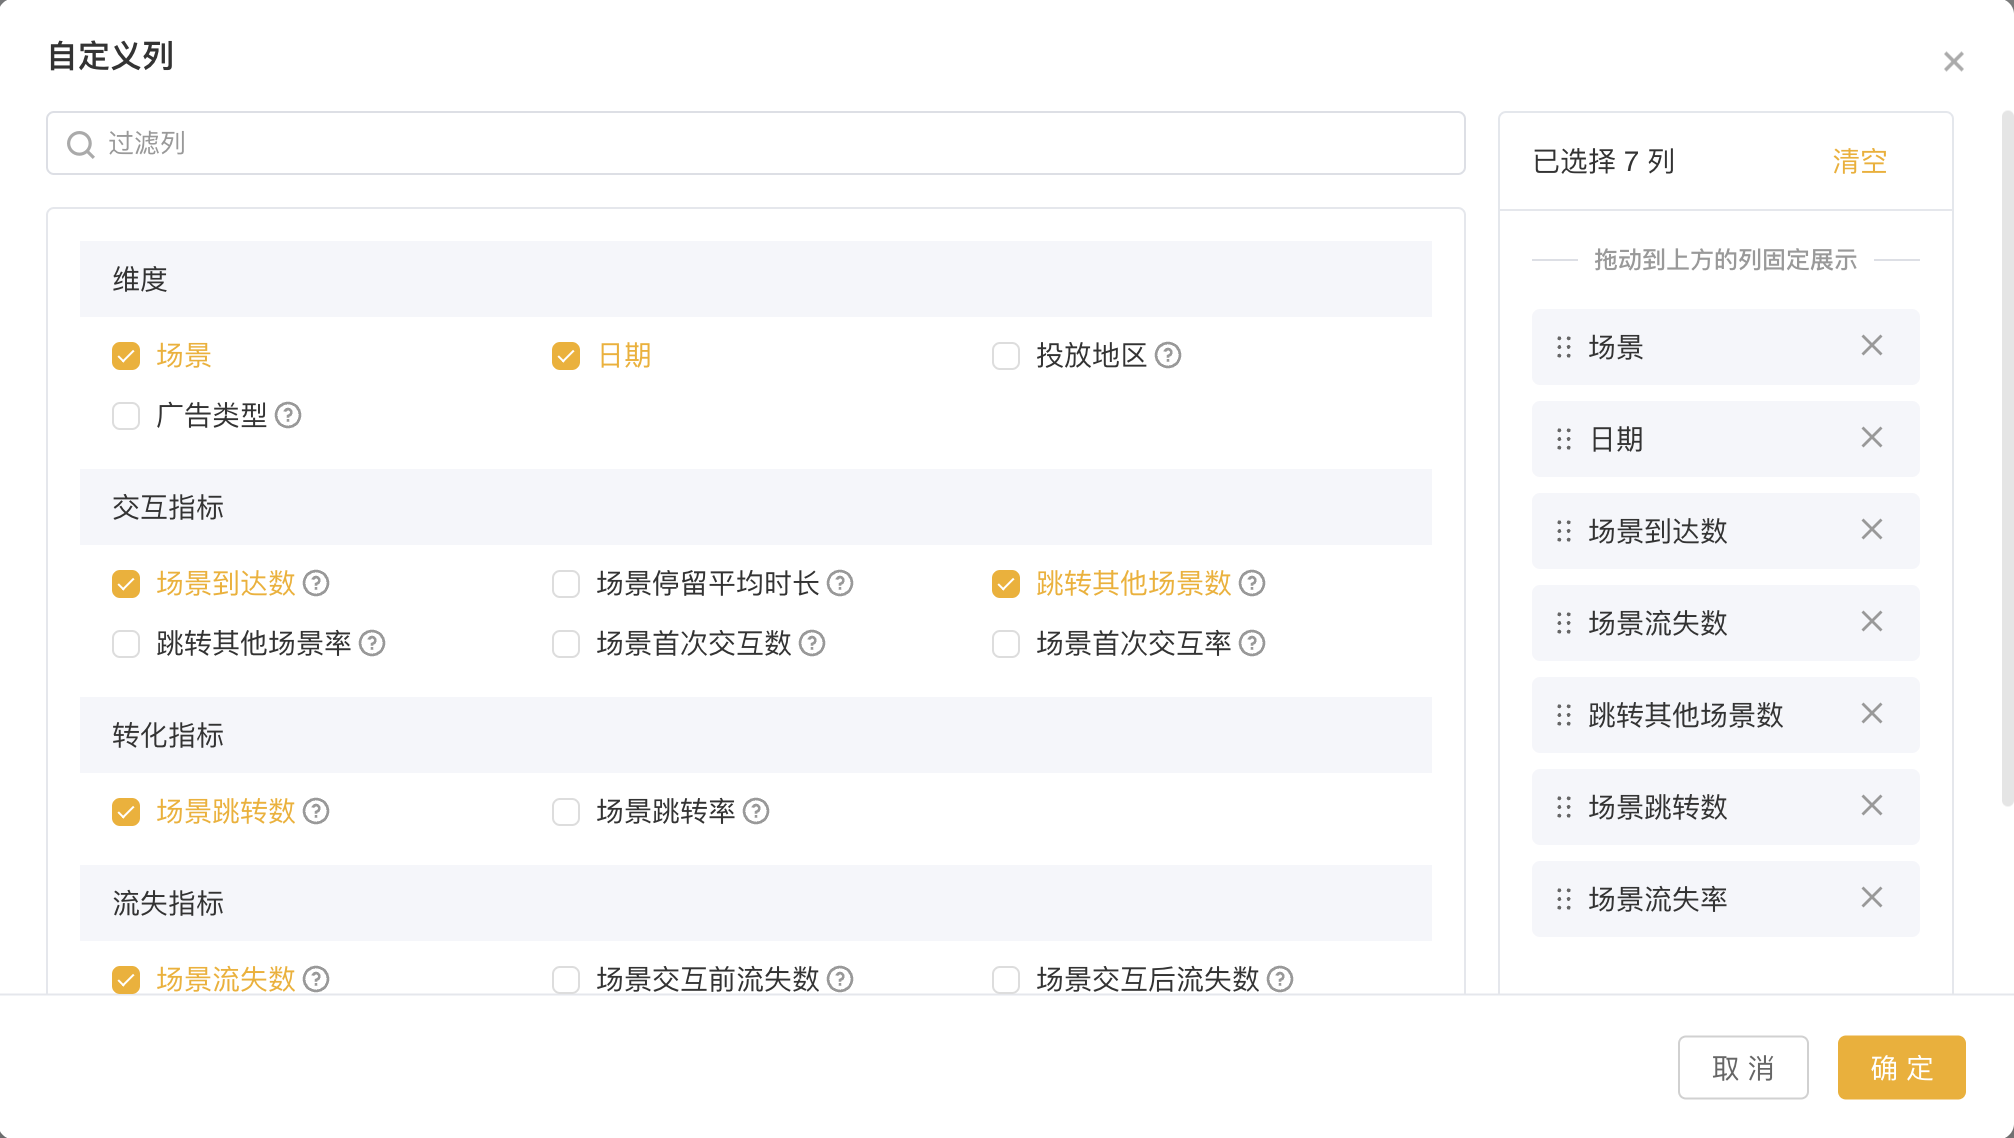 自定义列
过滤列
维度
场景 日期 投放地区
广告类型
交互指标
场景到达数 场景停留平均时长 跳转其他场景数
跳转其他场景率 场景首次交互数 场景首次交互率
转化指标
场景跳转数 场景跳转率
流失指标
场景流失数 场景交互前流失数 场景交互后流失数
已选择 7 列 清空
拖动到上方的列固定展示
场景
日期
场景到达数
场景流失数
跳转其他场景数
场景跳转数
场景流失率
取 消 确 定